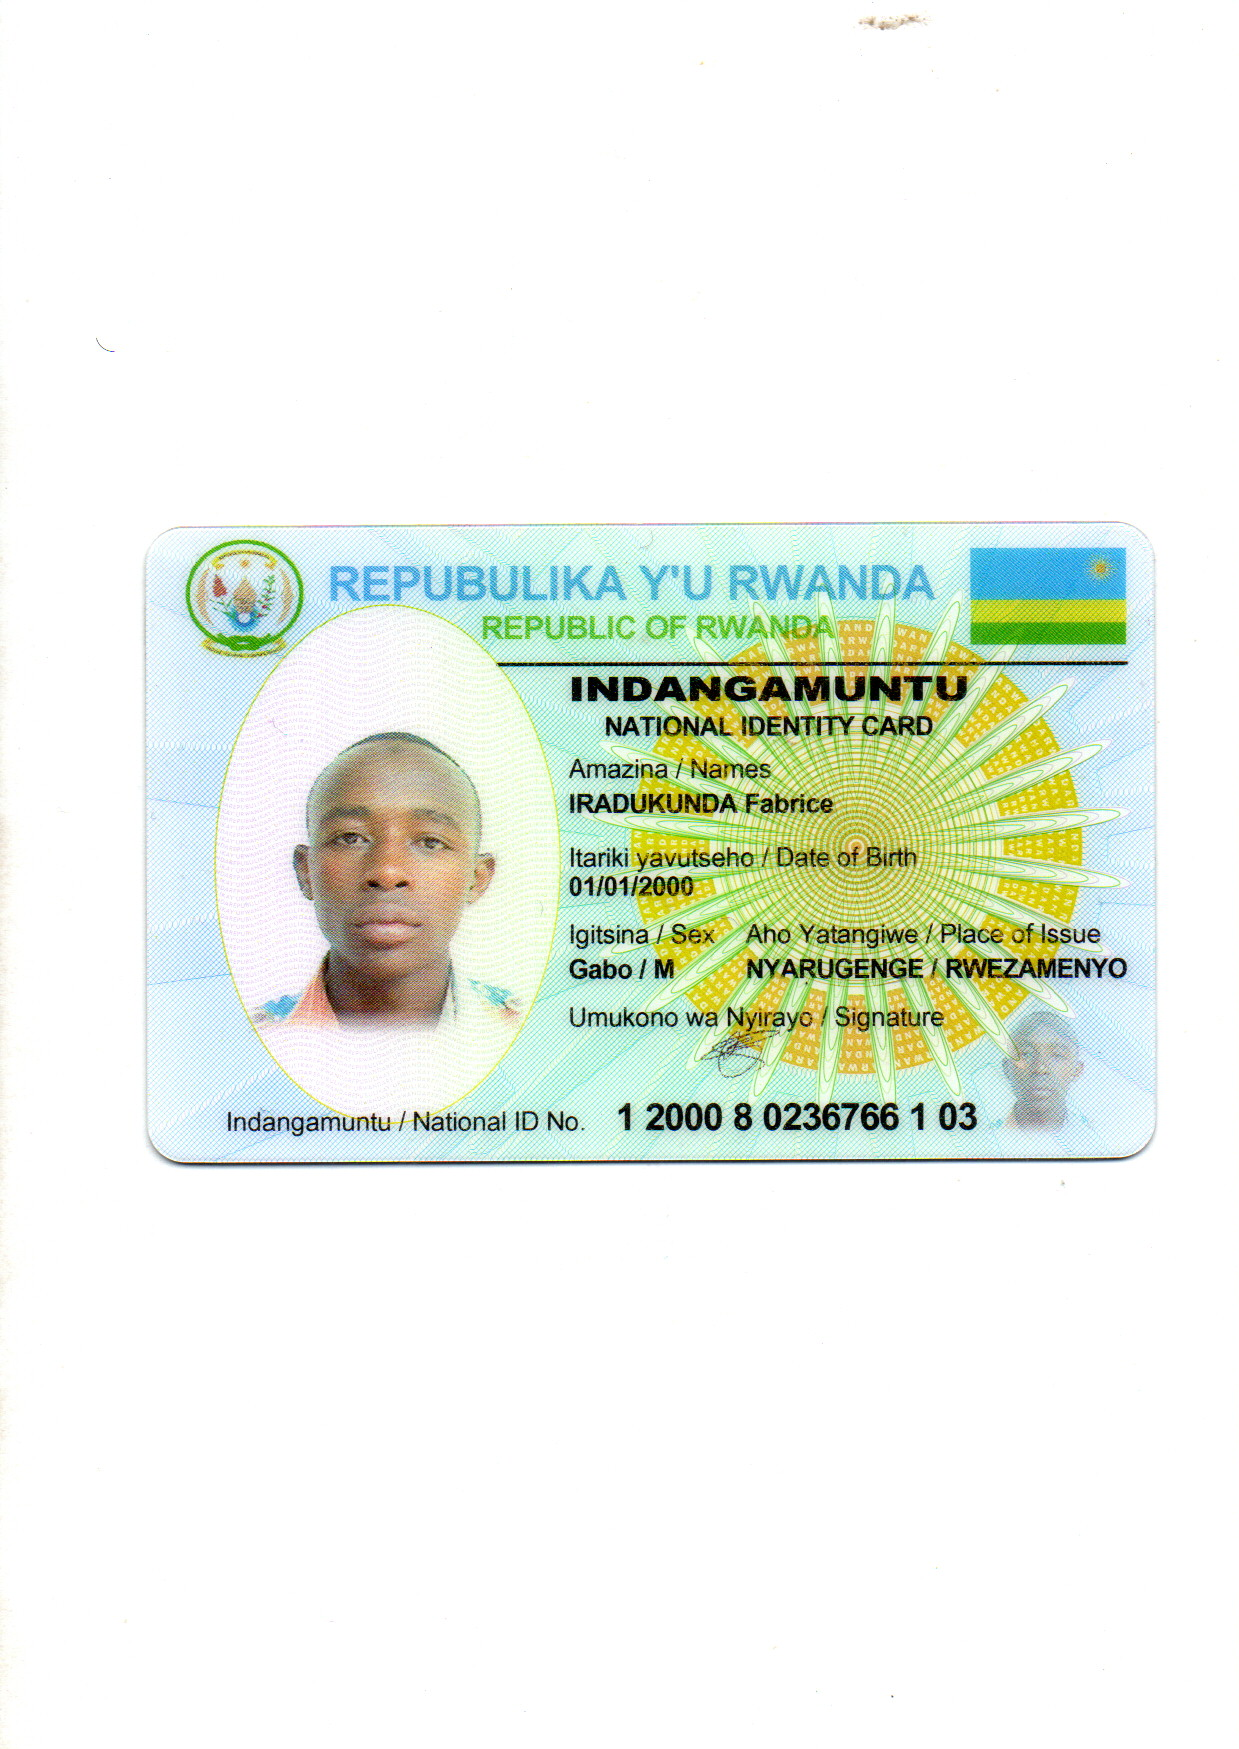 REPUBULIKA Y'U RWANDA
REPUBLIC OF RWANDA
INDANGAMUNTU
NATIONAL IDENTITY CARD
Amazina / Names
IRADUKUNDA Fabrice
Itariki yavutseho / Date of Birth
01/01/2000
Igitsina / Sex Aho Yatangiwe / Place of Issue
Gabo / M NYARUGENGE / RWEZAMENYO
Umukono wa Nyirayo / Signature
Indangamuntu / National ID No. 1 2000 8 0236766 1 03